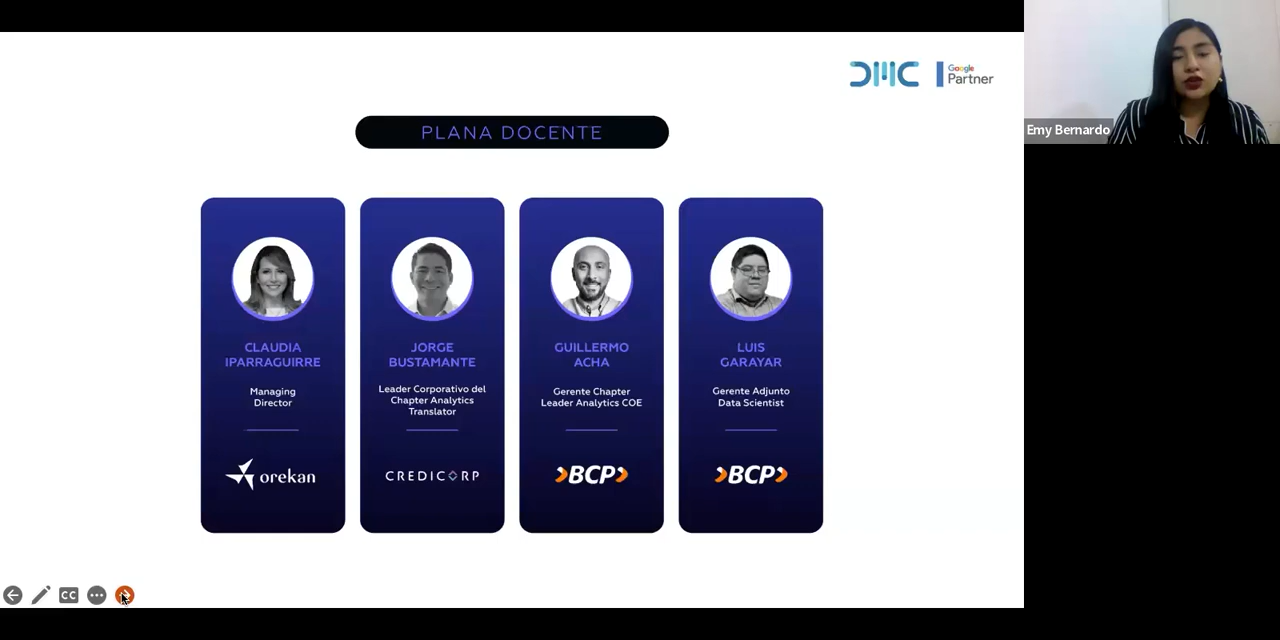 DMC
Google
Partner
Emy Bernardo
PLANA DOCENTE
CLAUDIA
IPARRAGUIRRE
Managing
Director
orekan
JORGE
BUSTAMANTE
Leader Corporativo del
Chapter Analytics
Translator
CREDICORP
GUILLERMO
ACHA
Gerente Chapter
Leader Analytics COE
BCP
LUIS
GARAYAR
Gerente Adjunto
Data Scientist
BCP
CC